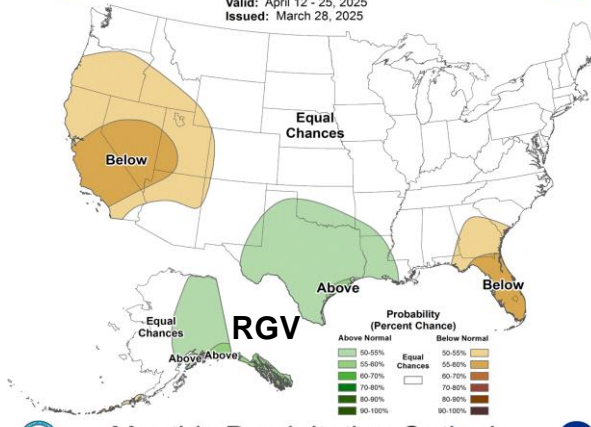 Valid: April 12 - 25, 2025
Issued: March 28, 2025
Equal
Chances
Below
Above
Below
Equal
Chances
Above
Above
RGV
Probability
(Percent Chance)
Above Normal
Below Normal
Equal
Chances
50-55%
55-60%
60-70%
70-80%
80-90%
90-100%
50-55%
55-60%
60-70%
70-80%
80-90%
90-100%